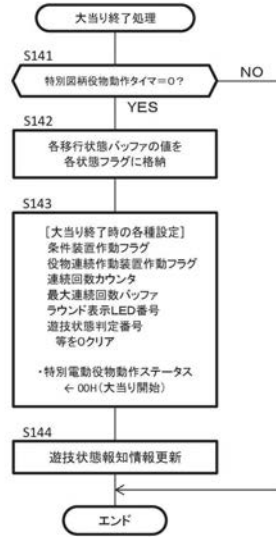 大当り終了処理
S141
特別図柄役物動作タイマ=0?
NO
YES
S142
各移行状態バッファの値を
各状態フラグに格納
S143
[大当り終了時の各種設定]
条件装置作動フラグ
役物連続作動装置作動フラグ
連続回数カウンタ
最大連続回数バッファ
ラウンド表示LED番号
遊技状態判定番号
等を0クリア
・特別電動役物動作ステータス
← 00H(大当り開始)
S144
遊技状態報知情報更新
エンド